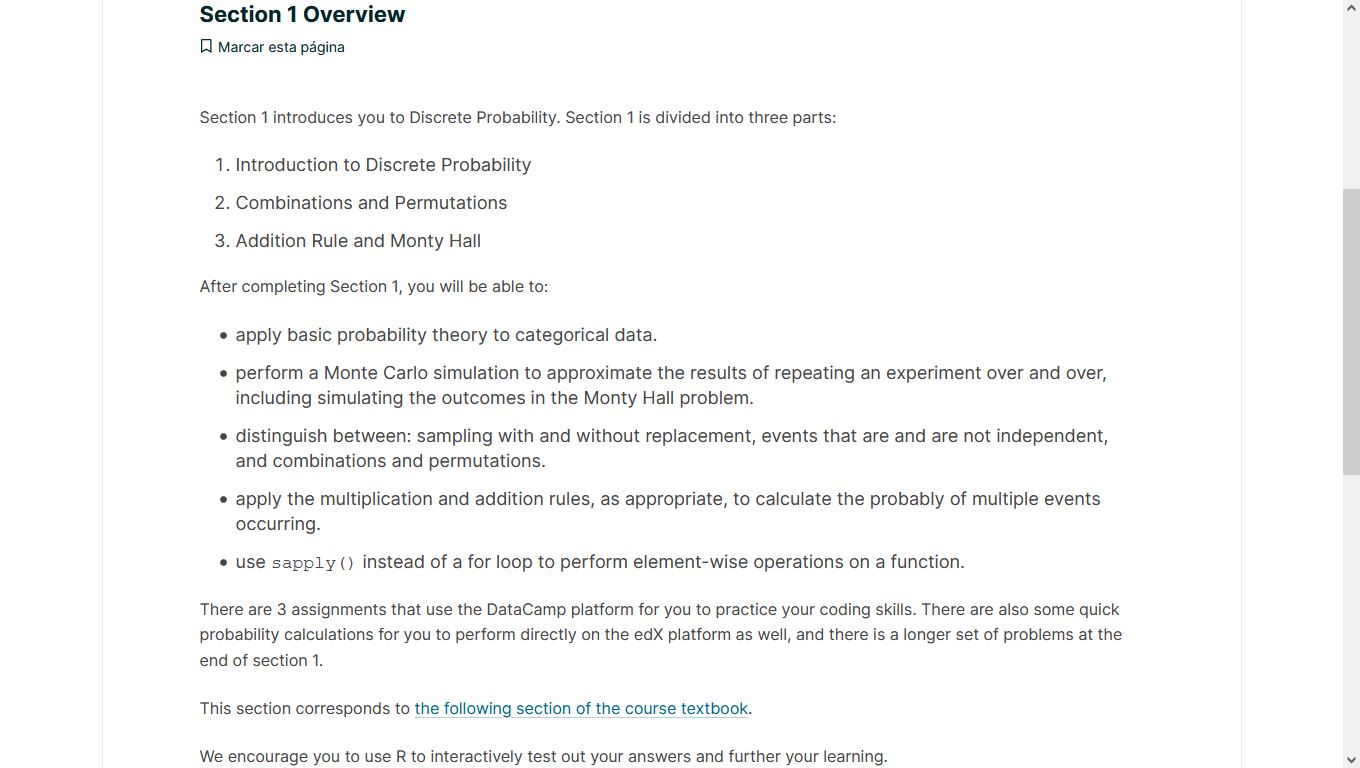 Section 1 Overview
Marcar esta página
Section 1 introduces you to Discrete Probability. Section 1 is divided into three parts:
1. Introduction to Discrete Probability
2. Combinations and Permutations
3. Addition Rule and Monty Hall
After completing Section 1, you will be able to:
• apply basic probability theory to categorical data.
• perform a Monte Carlo simulation to approximate the results of repeating an experiment over and over,
including simulating the outcomes in the Monty Hall problem.
• distinguish between: sampling with and without replacement, events that are and are not independent,
and combinations and permutations.
• apply the multiplication and addition rules, as appropriate, to calculate the probably of multiple events
occurring.
• use sapply() instead of a for loop to perform element-wise operations on a function.
There are 3 assignments that use the DataCamp platform for you to practice your coding skills. There are also some quick
probability calculations for you to perform directly on the edX platform as well, and there is a longer set of problems at the
end of section 1.
This section corresponds to the following section of the course textbook.
We encourage you to use R to interactively test out your answers and further your learning.